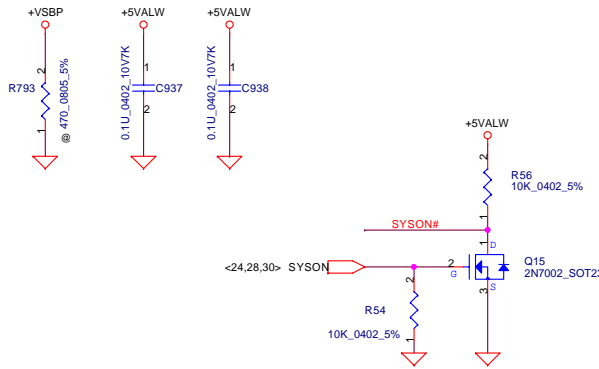 +VSBP
+5VALW
+5VALW
2
R793
1
470_0805_5%
@
0.1U_0402_10V7K
1
C937
2
0.1U_0402_10V7K
1
C938
2
+5VALW
2
R56
10K_0402_5%
1
SYSON#
1
D
<24,28,30> SYSON
2
G
Q15
2N7002_SOT23
S
3
2
R54
10K_0402_5%
1